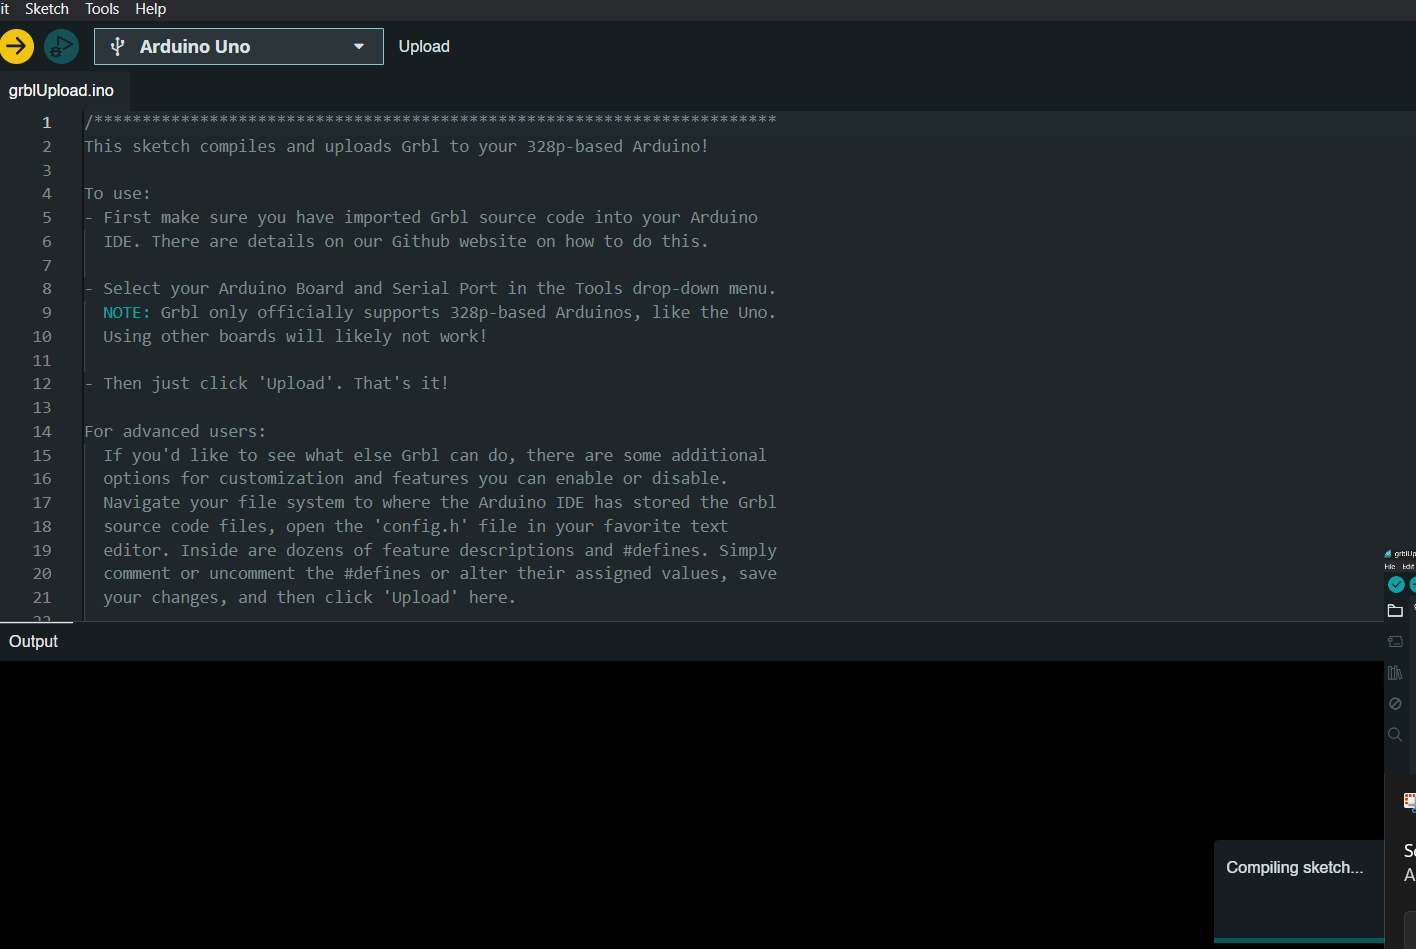 it Sketch Tools Help
Arduino Uno Upload
grblUpload.ino
1 /***********************************************************************
2 This sketch compiles and uploads Grbl to your 328p-based Arduino!
3
4 To use:
5 - First make sure you have imported Grbl source code into your Arduino
6 IDE. There are details on our Github website on how to do this.
7
8 - Select your Arduino Board and Serial Port in the Tools drop-down menu.
9 NOTE: Grbl only officially supports 328p-based Arduinos, like the Uno.
10 Using other boards will likely not work!
11
12 - Then just click 'Upload'. That's it!
13
14 For advanced users:
15 If you'd like to see what else Grbl can do, there are some additional
16 options for customization and features you can enable or disable.
17 Navigate your file system to where the Arduino IDE has stored the Grbl
18 source code files, open the 'config.h' file in your favorite text
19 editor. Inside are dozens of feature descriptions and #defines. Simply
20 comment or uncomment the #defines or alter their assigned values, save
21 your changes, and then click 'Upload' here.
22
Output
grblUp
File Edit
Compiling sketch...